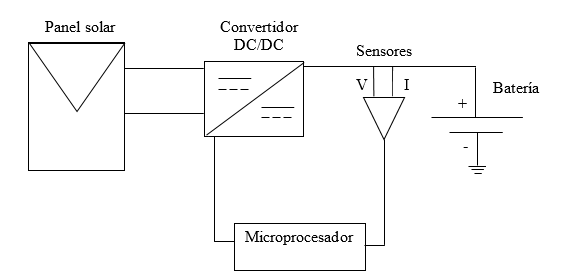 Panel solar
Convertidor
DC/DC
Sensores
V I
Batería
+
-
Microprocesador